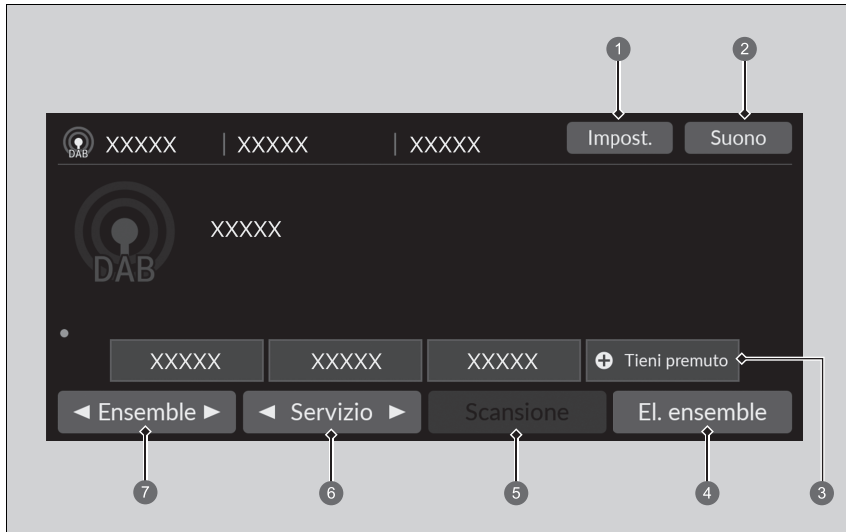 1 2
DAB XXXXX | XXXXX | XXXXX Impost. Suono
DAB XXXXX
XXXXX XXXXX XXXXX Tieni premuto
◄ Ensemble ► ◄ Servizio ► Scansione El. ensemble
7 6 5 4 3